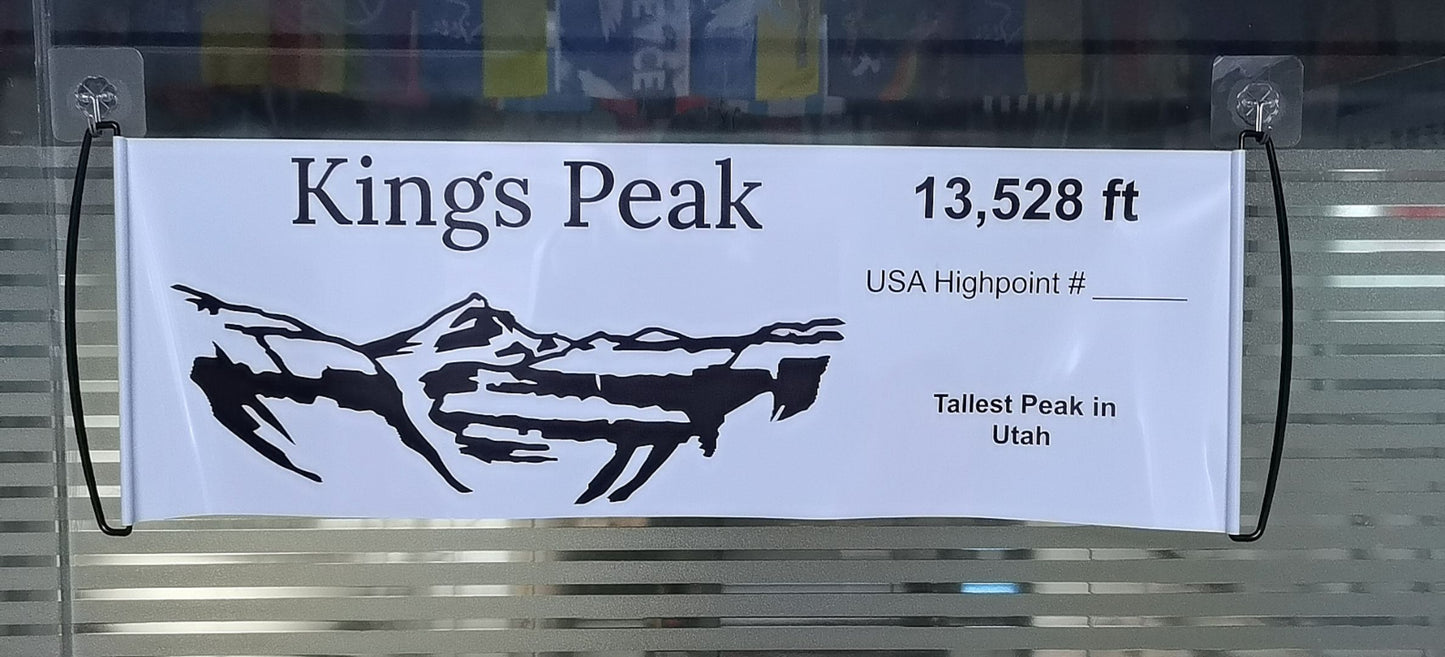 Kings Peak
13,528 ft
USA Highpoint # ______
Tallest Peak in
Utah